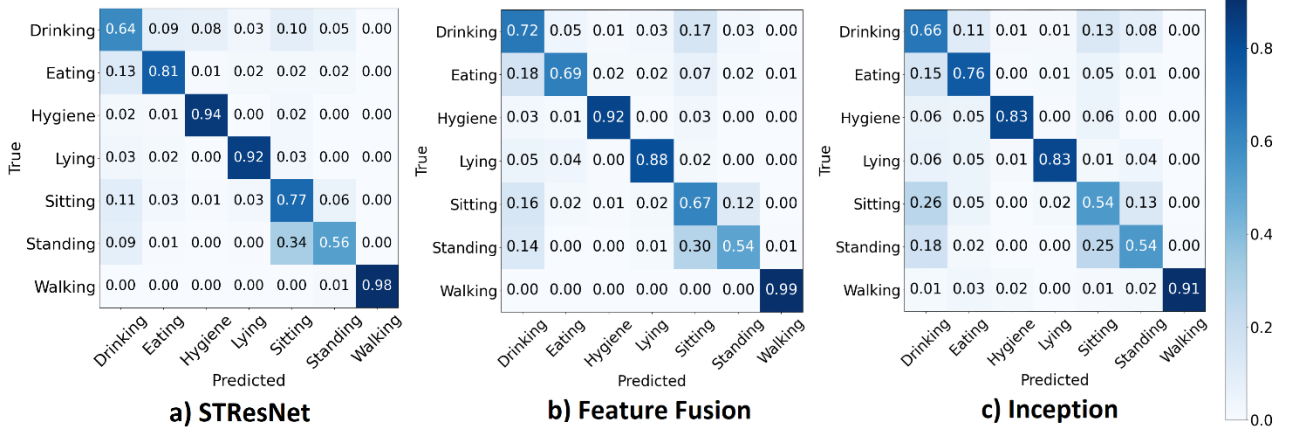 True
Drinking 0.64 0.09 0.08 0.03 0.10 0.05 0.00
Eating 0.13 0.81 0.01 0.02 0.02 0.02 0.00
Hygiene 0.02 0.01 0.94 0.00 0.02 0.00 0.00
Lying 0.03 0.02 0.00 0.92 0.03 0.00 0.00
Sitting 0.11 0.03 0.01 0.03 0.77 0.06 0.00
Standing 0.09 0.01 0.00 0.00 0.34 0.56 0.00
Walking 0.00 0.00 0.00 0.00 0.00 0.01 0.98
Drinking Eating Hygiene Lying Sitting Standing Walking
Predicted
a) STResNet
True
Drinking 0.72 0.05 0.01 0.03 0.17 0.03 0.00
Eating 0.18 0.69 0.02 0.02 0.07 0.02 0.01
Hygiene 0.03 0.01 0.92 0.00 0.03 0.00 0.00
Lying 0.05 0.04 0.00 0.88 0.02 0.00 0.00
Sitting 0.16 0.02 0.01 0.02 0.67 0.12 0.00
Standing 0.14 0.00 0.00 0.01 0.30 0.54 0.01
Walking 0.00 0.00 0.00 0.00 0.00 0.00 0.99
Drinking Eating Hygiene Lying Sitting Standing Walking
Predicted
b) Feature Fusion
True
Drinking 0.66 0.11 0.01 0.01 0.13 0.08 0.00
Eating 0.15 0.76 0.00 0.01 0.05 0.01 0.00
Hygiene 0.06 0.05 0.83 0.00 0.06 0.00 0.00
Lying 0.06 0.05 0.01 0.83 0.01 0.04 0.00
Sitting 0.26 0.05 0.00 0.02 0.54 0.13 0.00
Standing 0.18 0.02 0.00 0.00 0.25 0.54 0.00
Walking 0.01 0.03 0.02 0.00 0.01 0.02 0.91
Drinking Eating Hygiene Lying Sitting Standing Walking
Predicted
c) Inception
0.8
0.6
0.4
0.2
0.0